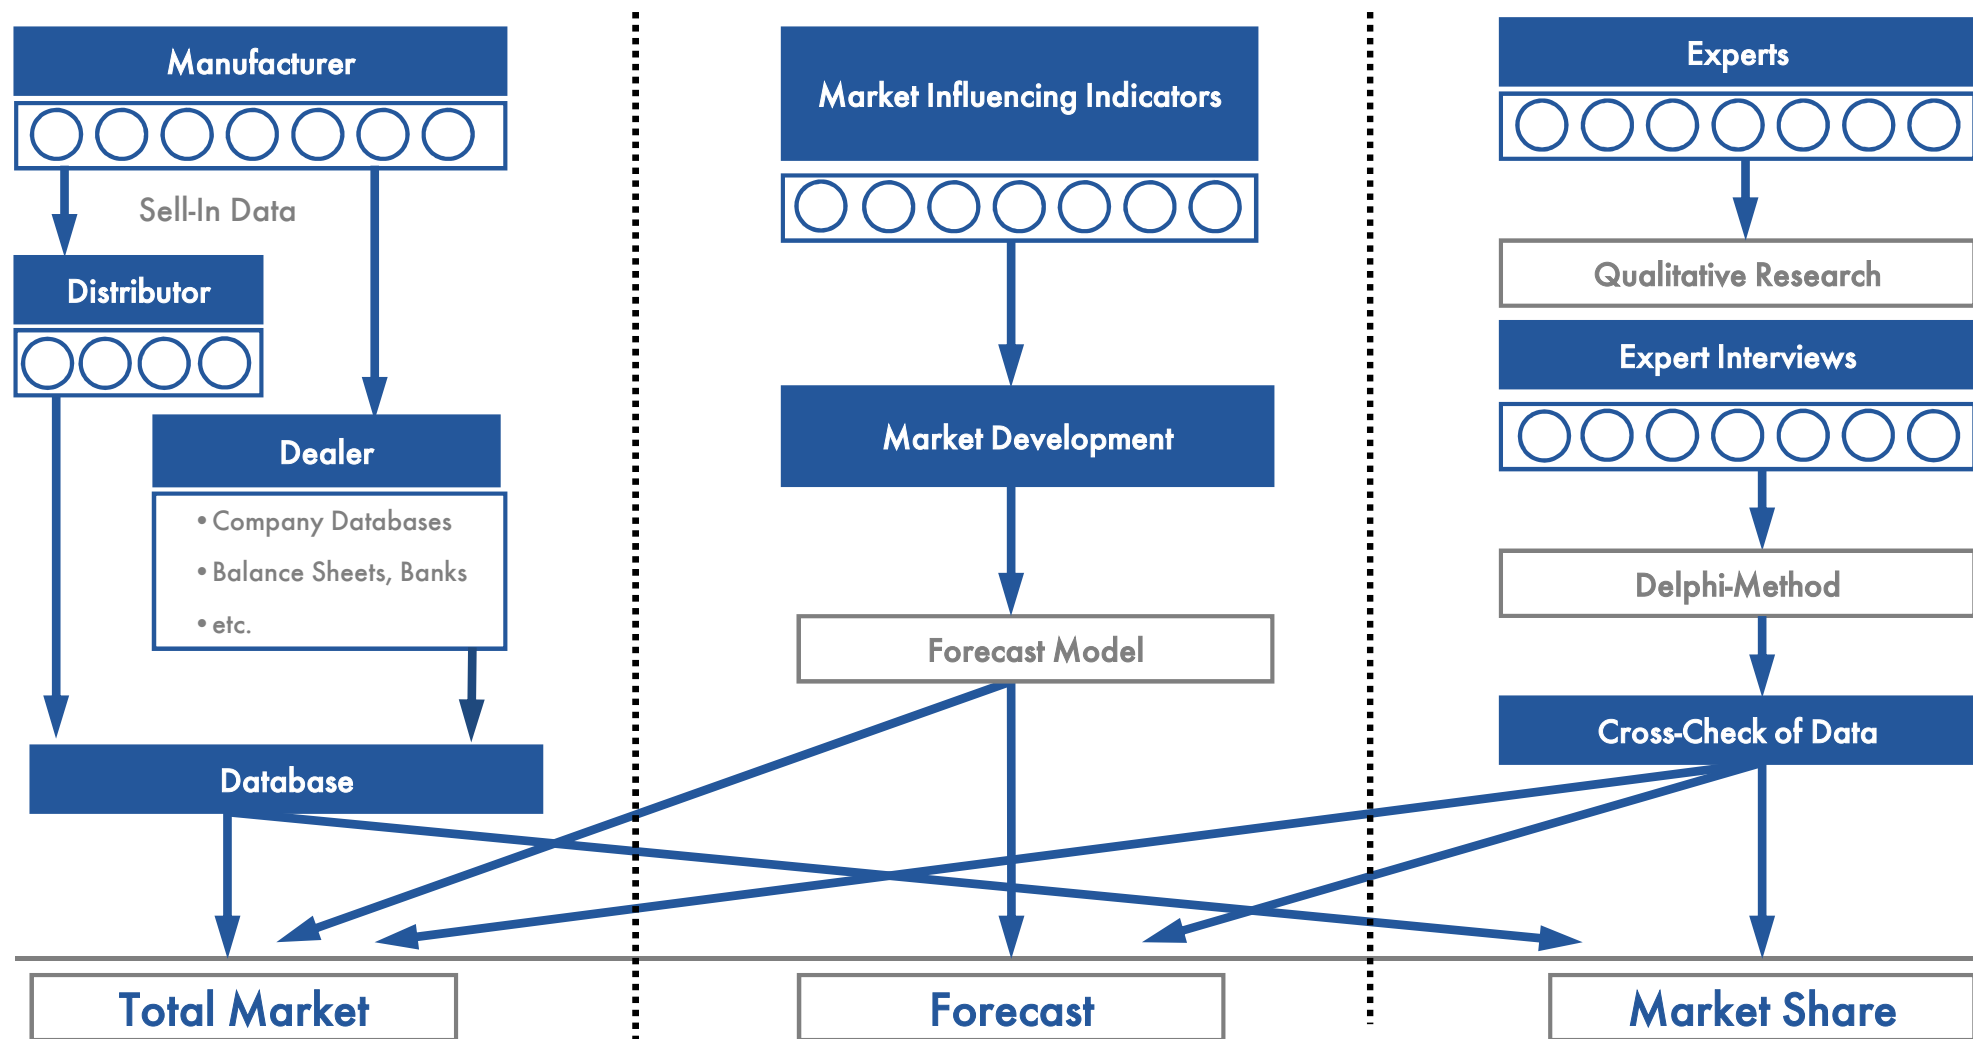 Manufacturer
Sell-In Data
Distributor
Dealer
• Company Databases
• Balance Sheets, Banks
• etc.
Database
Total Market
Market Influencing Indicators
Market Development
Forecast Model
Forecast
Experts
Qualitative Research
Expert Interviews
Delphi-Method
Cross-Check of Data
Market Share